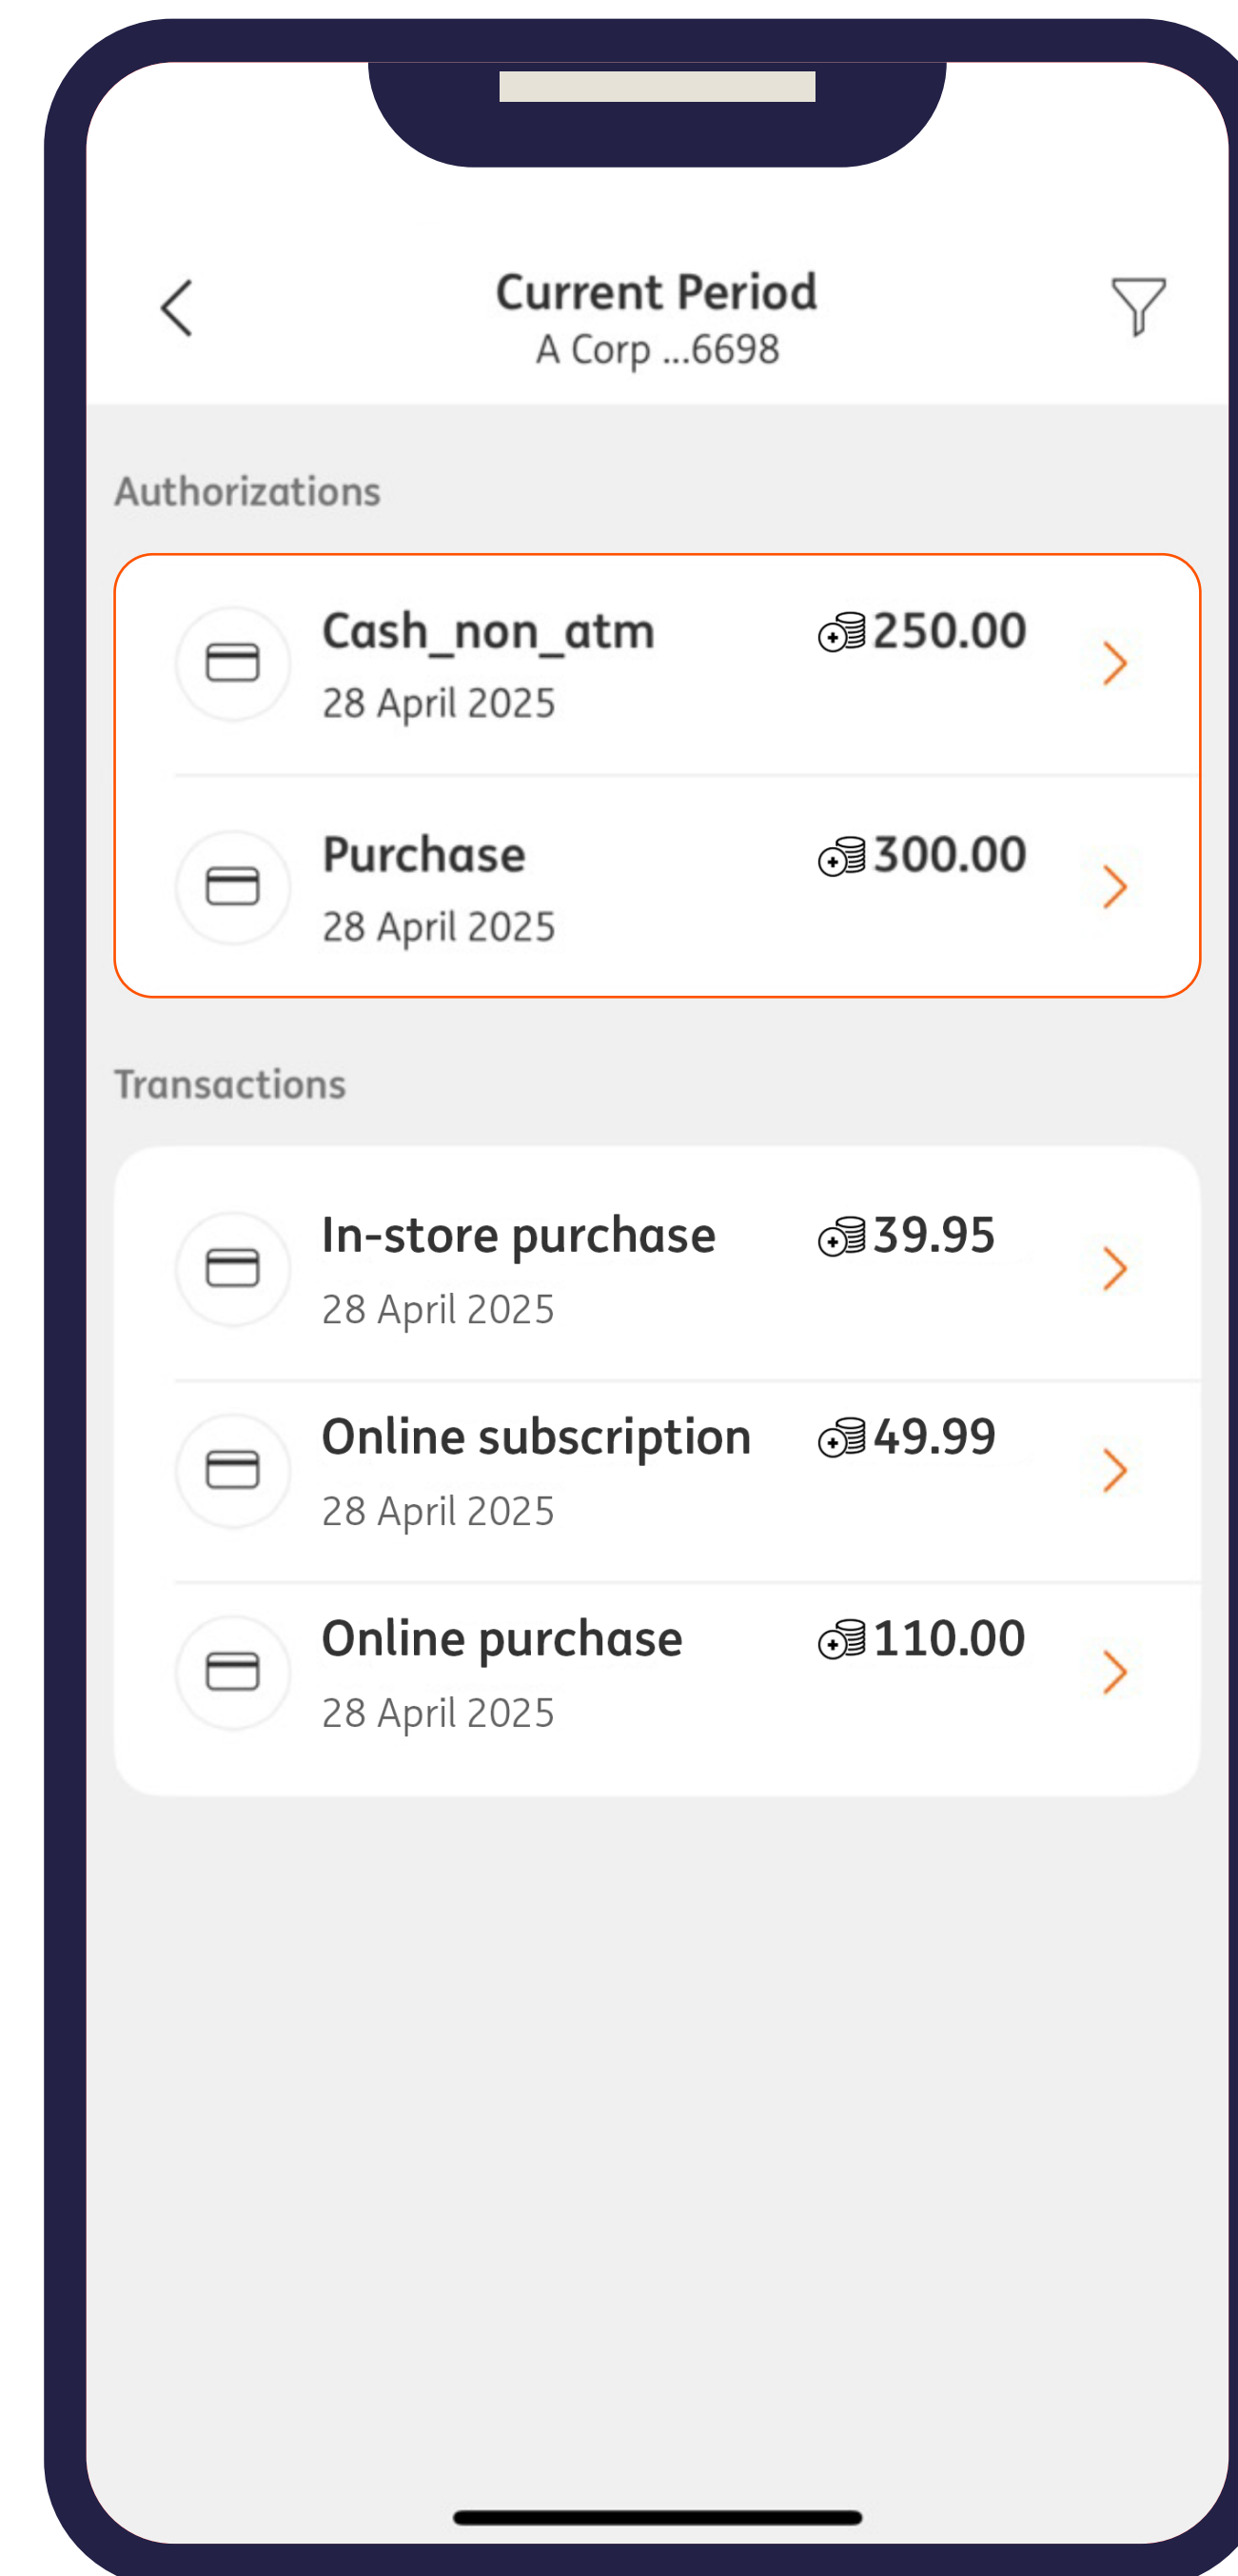 Current Period
A Corp ...6698
Authorizations
Cash_non_atm 250.00
28 April 2025
Purchase 300.00
28 April 2025
Transactions
In-store purchase 39.95
28 April 2025
Online subscription 49.99
28 April 2025
Online purchase 110.00
28 April 2025